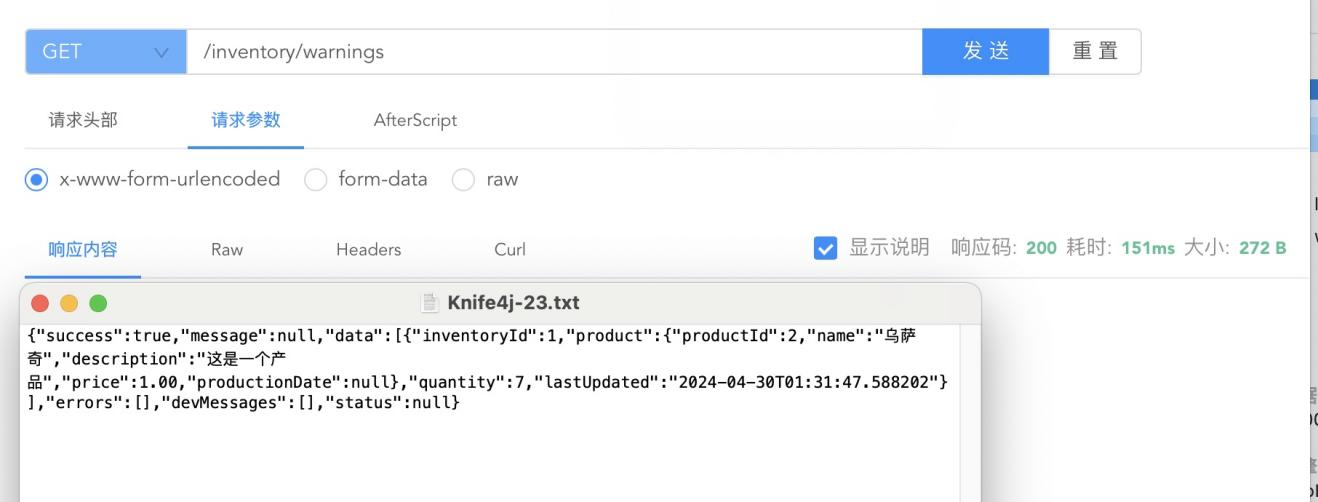 GET /inventory/warnings 发 送 重 置
请求头部 请求参数 AfterScript
x-www-form-urlencoded form-data raw
响应内容 Raw Headers Curl 显示说明 响应码: 200 耗时: 151ms 大小: 272 B
Knife4j-23.txt
{"success":true,"message":null,"data":[{"inventoryId":1,"product":{"productId":2,"name":"乌萨
奇","description":"这是一个产
品","price":1.00,"productionDate":null},"quantity":7,"lastUpdated":"2024-04-30T01:31:47.588202"}
],"errors":[],"devMessages":[],"status":null}